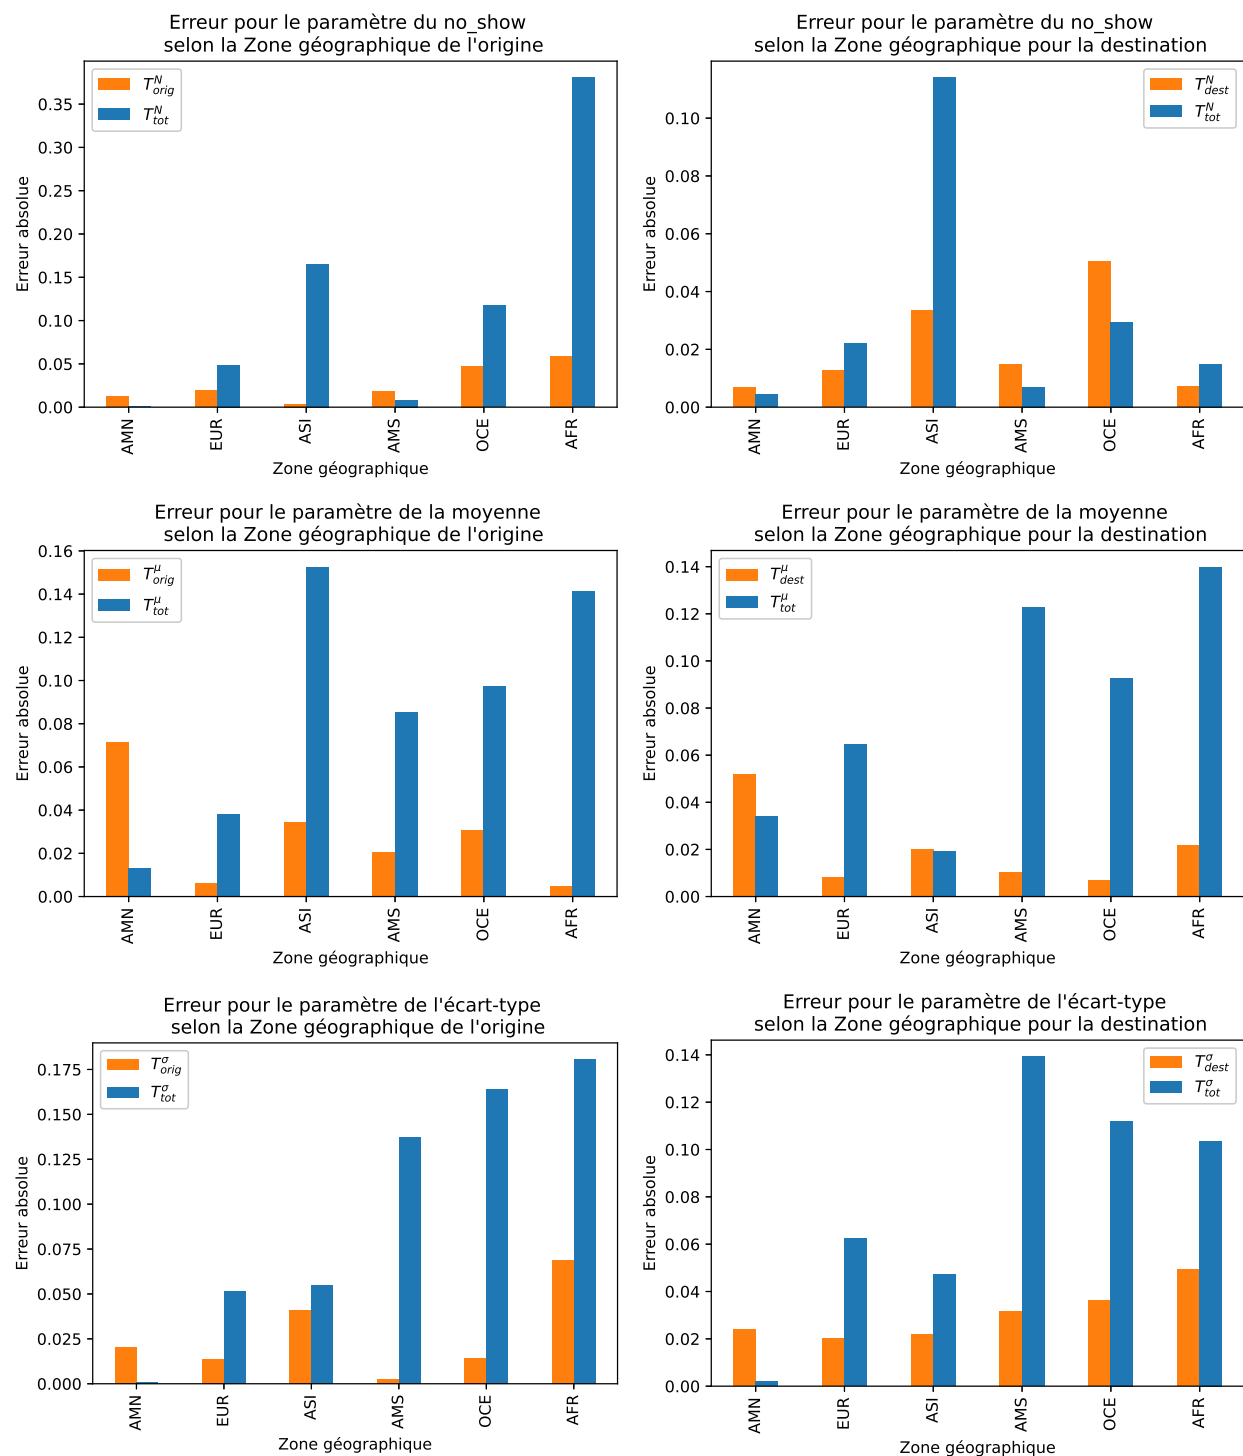 Erreur pour le paramètre du no_show
selon la Zone géographique de l'origine
T_orig^N
T_tot^N
Erreur absolue
0.35
0.30
0.25
0.20
0.15
0.10
0.05
0.00
AMN
EUR
ASI
AMS
OCE
AFR
Zone géographique
Erreur pour le paramètre du no_show
selon la Zone géographique pour la destination
T_dest^N
T_tot^N
Erreur absolue
0.10
0.08
0.06
0.04
0.02
0.00
AMN
EUR
ASI
AMS
OCE
AFR
Zone géographique
Erreur pour le paramètre de la moyenne
selon la Zone géographique de l'origine
T_orig^μ
T_tot^μ
Erreur absolue
0.16
0.14
0.12
0.10
0.08
0.06
0.04
0.02
0.00
AMN
EUR
ASI
AMS
OCE
AFR
Zone géographique
Erreur pour le paramètre de la moyenne
selon la Zone géographique pour la destination
T_dest^μ
T_tot^μ
Erreur absolue
0.14
0.12
0.10
0.08
0.06
0.04
0.02
0.00
AMN
EUR
ASI
AMS
OCE
AFR
Zone géographique
Erreur pour le paramètre de l'écart-type
selon la Zone géographique de l'origine
T_orig^σ
T_tot^σ
Erreur absolue
0.175
0.150
0.125
0.100
0.075
0.050
0.025
0.000
AMN
EUR
ASI
AMS
OCE
AFR
Zone géographique
Erreur pour le paramètre de l'écart-type
selon la Zone géographique pour la destination
T_dest^σ
T_tot^σ
Erreur absolue
0.14
0.12
0.10
0.08
0.06
0.04
0.02
0.00
AMN
EUR
ASI
AMS
OCE
AFR
Zone géographique